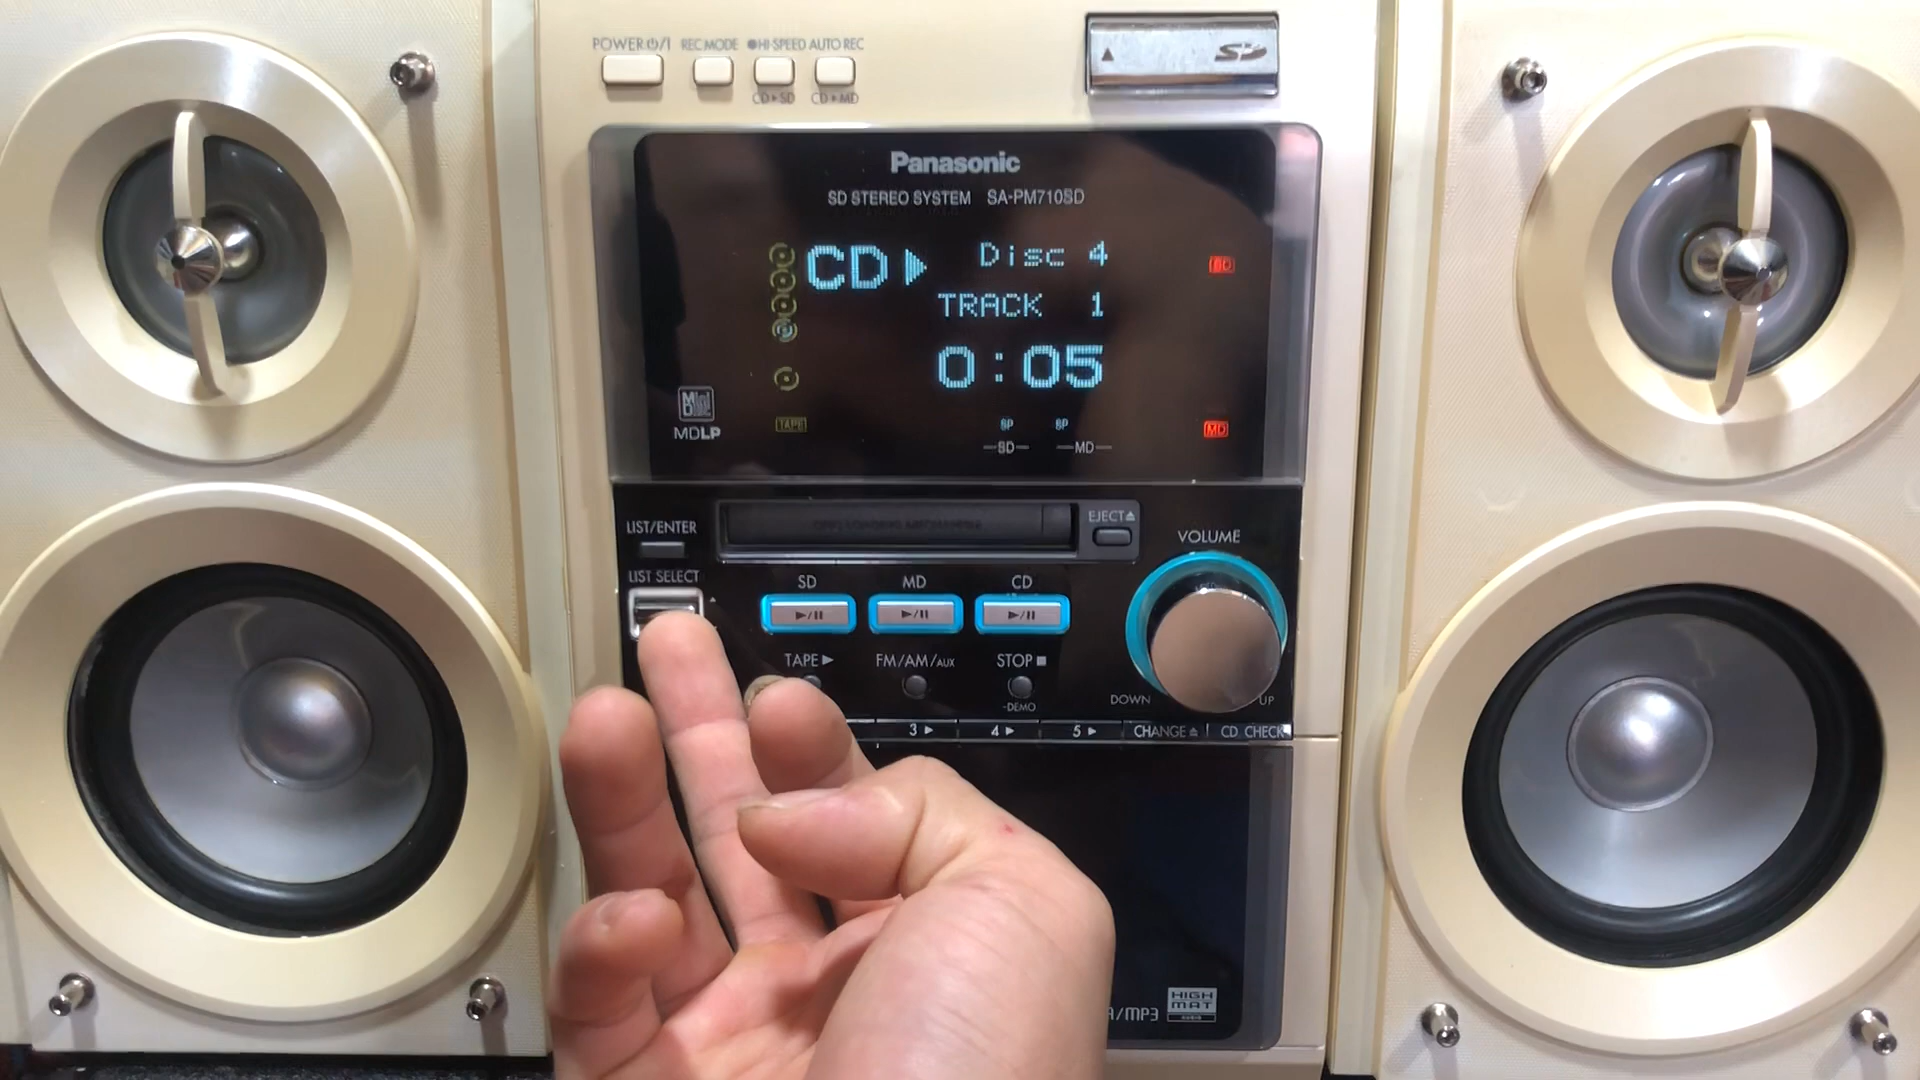 POWER⏻/I REC MODE ●HI-SPEED AUTO REC
CD▶SD CD▶MD
▲ SD
Panasonic
SD STEREO SYSTEM SA-PM710SD
CD▶ Disc 4
SD
TRACK 1
0:05
Mini Disc
MDLP
TAPE
SP SP
MD
SD MD
LIST/ENTER
EJECT▲
VOLUME
LIST SELECT
SD MD CD
▶/II ▶/II ▶/II
TAPE▶ FM/AM/AUX STOP■
-DEMO
DOWN UP
3▶ 4▶ 5▶ CHANGE▲ CD CHECK
/MP3
HIGH MAT
AUDIO